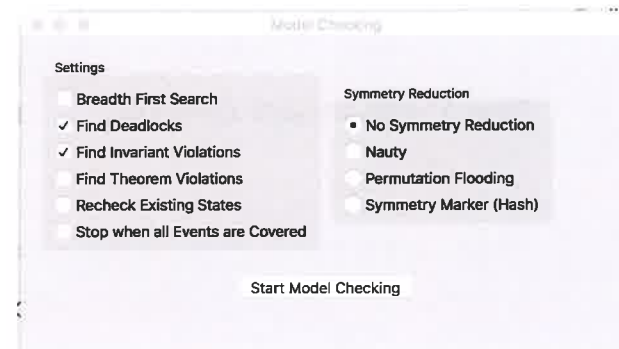 Model Checking
Settings
Breadth First Search
Find Deadlocks
Find Invariant Violations
Find Theorem Violations
Recheck Existing States
Stop when all Events are Covered
Symmetry Reduction
No Symmetry Reduction
Nauty
Permutation Flooding
Symmetry Marker (Hash)
Start Model Checking